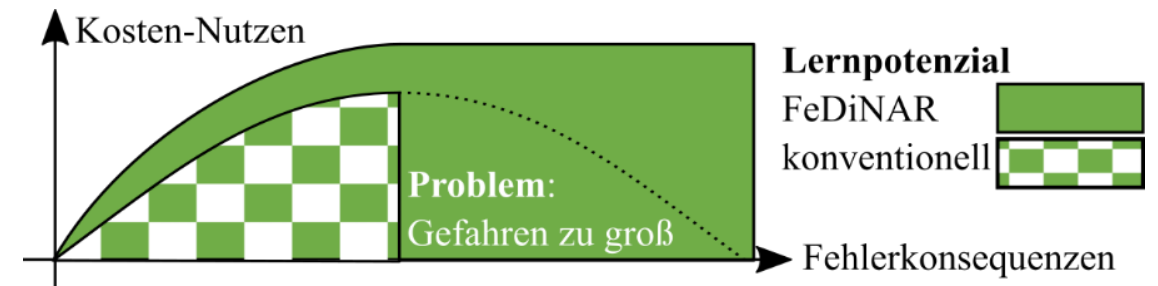 Kosten-Nutzen
Lernpotenzial
FeDiNAR
konventionell
Problem:
Gefahren zu groß
Fehlerkonsequenzen